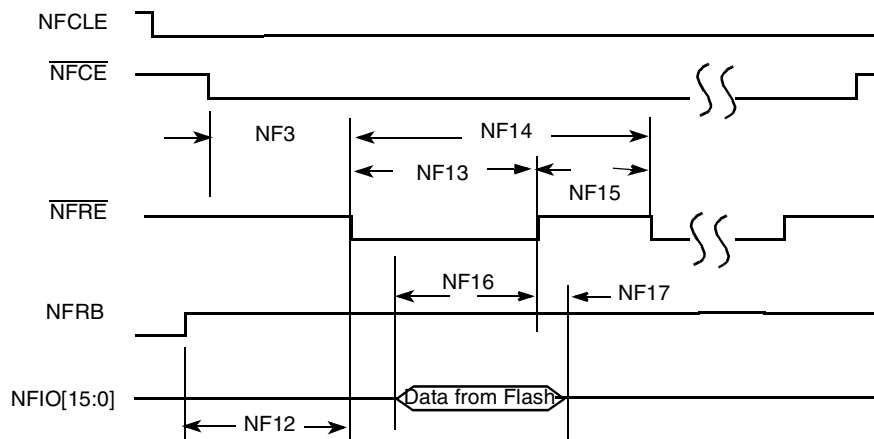 NFCLE
NFCE
NF3
NF14
NF13
NF15
NFRE
NF16
NF17
NFRB
NFIO[15:0]
Data from Flash
NF12